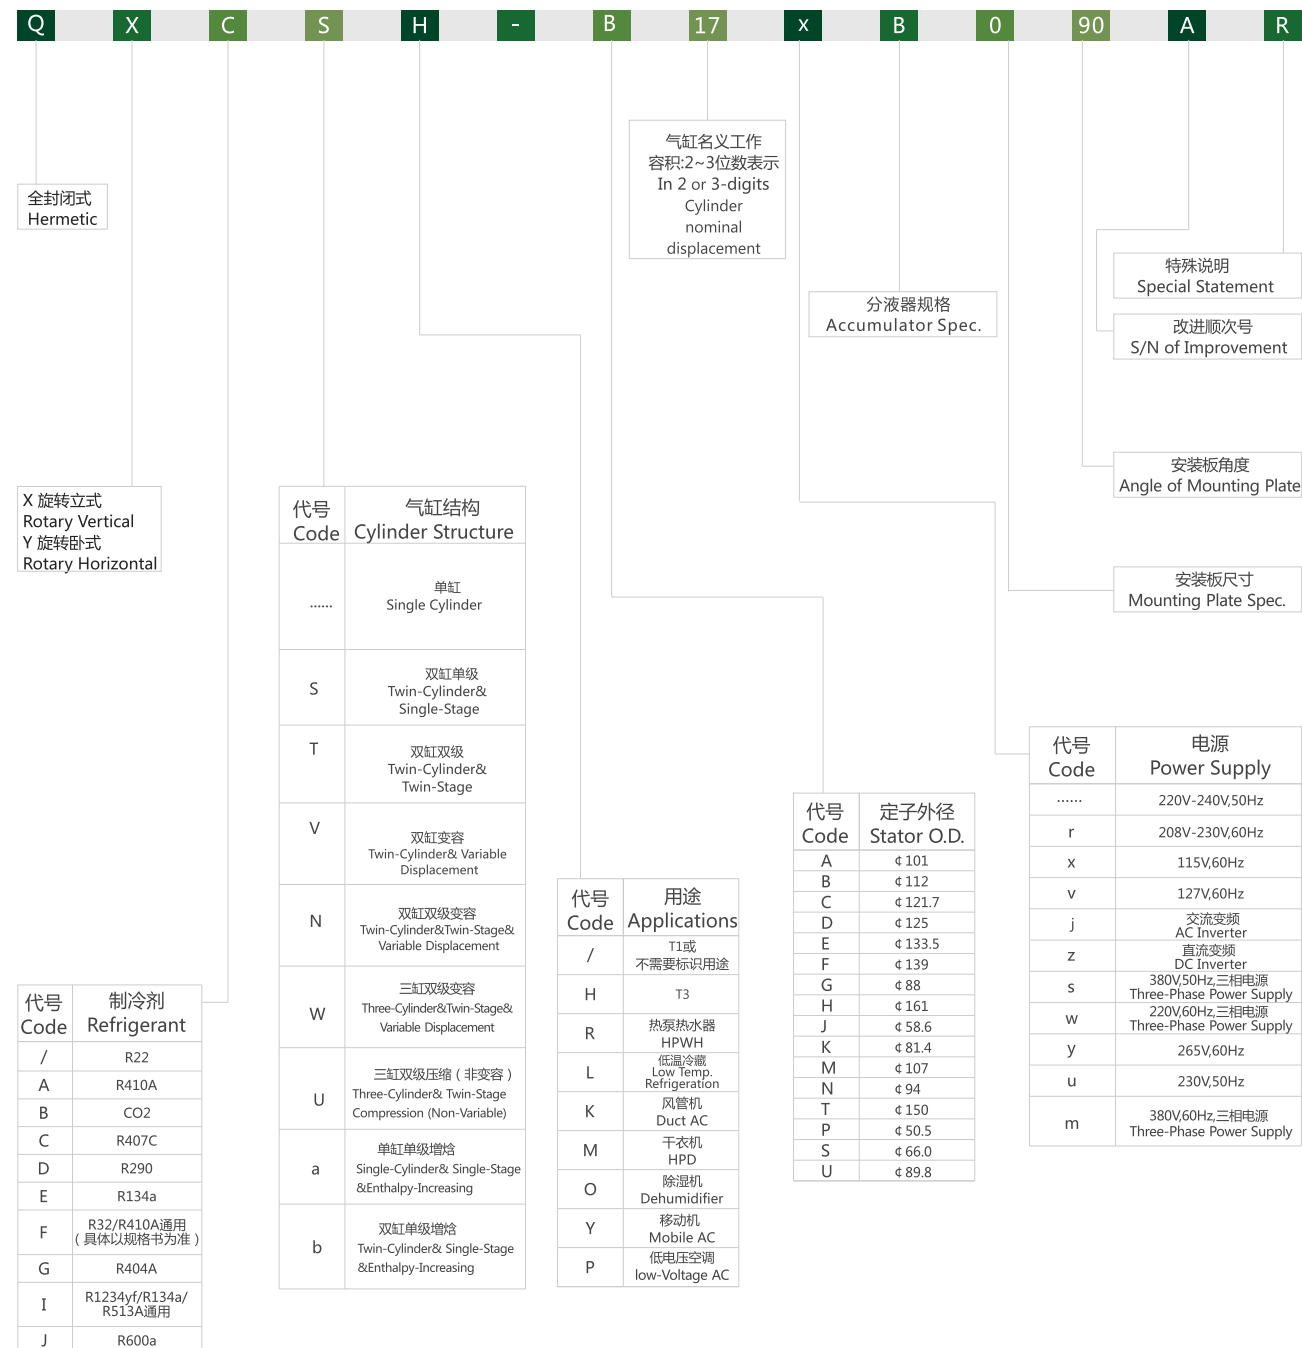 Q X C S H - B 17 x B 0 90 A R
全封闭式
Hermetic
气缸名义工作
容积:2~3位数表示
In 2 or 3-digits
Cylinder
nominal
displacement
分液器规格
Accumulator Spec.
特殊说明
Special Statement
改进顺次号
S/N of Improvement
安装板角度
Angle of Mounting Plate
安装板尺寸
Mounting Plate Spec.
X 旋转立式
Rotary Vertical
Y 旋转卧式
Rotary Horizontal
代号 制冷剂
Code Refrigerant
/ R22
A R410A
B CO2
C R407C
D R290
E R134a
F R32/R410A通用
(具体以规格书为准)
G R404A
I R1234yf/R134a/
R513A通用
J R600a
代号 气缸结构
Code Cylinder Structure
...... 单缸
Single Cylinder
S 双缸单级
Twin-Cylinder&
Single-Stage
T 双缸双级
Twin-Cylinder&
Twin-Stage
V 双缸变容
Twin-Cylinder& Variable
Displacement
N 双缸双级变容
Twin-Cylinder&Twin-Stage&
Variable Displacement
W 三缸双级变容
Three-Cylinder&Twin-Stage&
Variable Displacement
U 三缸双级压缩(非变容)
Three-Cylinder& Twin-Stage
Compression (Non-Variable)
a 单缸单级增焓
Single-Cylinder& Single-Stage
&Enthalpy-Increasing
b 双缸单级增焓
Twin-Cylinder& Single-Stage
&Enthalpy-Increasing
代号 用途
Code Applications
/ T1或
不需要标识用途
H T3
R 热泵热水器
HPWH
L 低温冷藏
Low Temp.
Refrigeration
K 风管机
Duct AC
M 干衣机
HPD
O 除湿机
Dehumidifier
Y 移动机
Mobile AC
P 低电压空调
low-Voltage AC
代号 定子外径
Code Stator O.D.
A ¢101
B ¢112
C ¢121.7
D ¢125
E ¢133.5
F ¢139
G ¢88
H ¢161
J ¢58.6
K ¢81.4
M ¢107
N ¢94
T ¢150
P ¢50.5
S ¢66.0
U ¢89.8
代号 电源
Code Power Supply
...... 220V-240V,50Hz
r 208V-230V,60Hz
x 115V,60Hz
v 127V,60Hz
j 交流变频
AC Inverter
z 直流变频
DC Inverter
s 380V,50Hz,三相电源
Three-Phase Power Supply
w 220V,60Hz,三相电源
Three-Phase Power Supply
y 265V,60Hz
u 230V,50Hz
m 380V,60Hz,三相电源
Three-Phase Power Supply